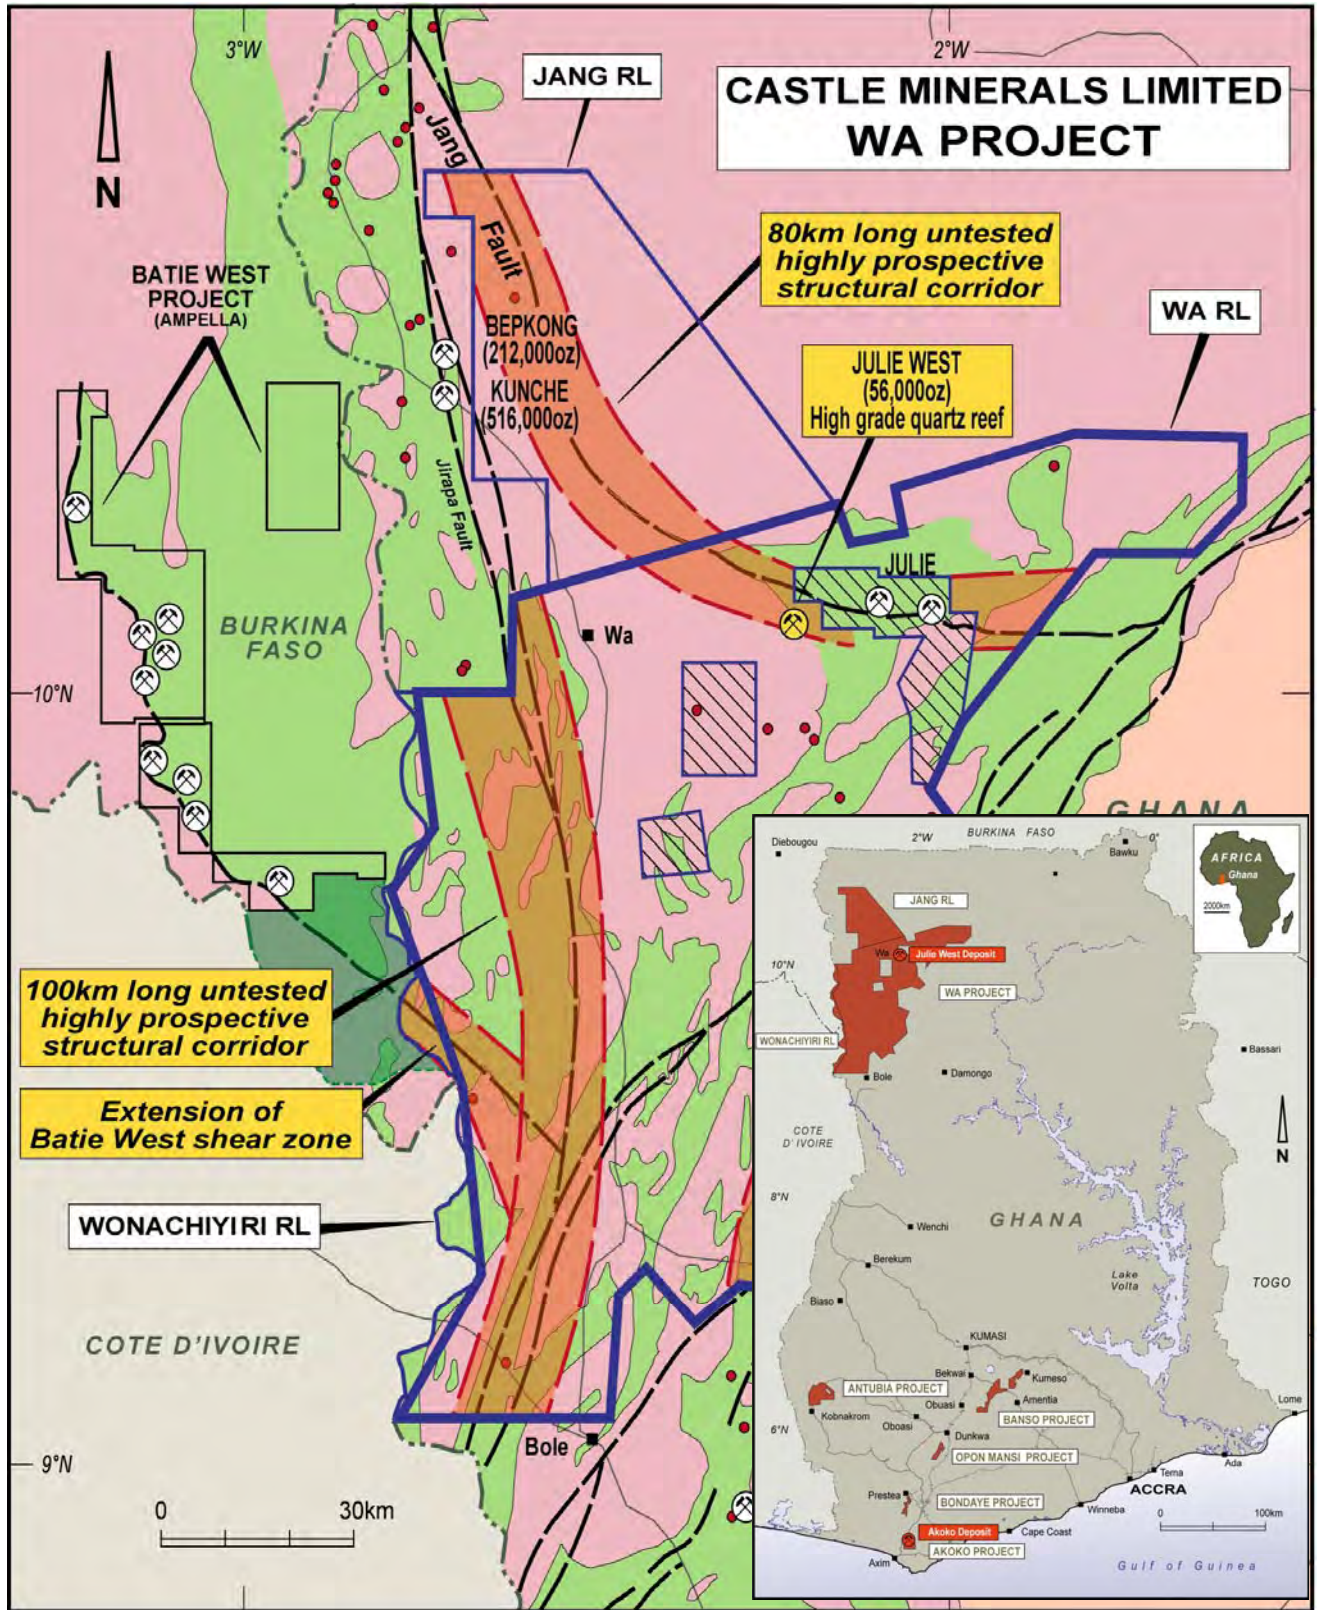 3°W
2°W
JANG RL
CASTLE MINERALS LIMITED
WA PROJECT
N
Jang
Fault
80km long untested
highly prospective
structural corridor
BATIE WEST
PROJECT
(AMPELLA)
WA RL
BEPKONG
(212,000oz)
KUNCHE
(516,000oz)
JULIE WEST
(56,000oz)
High grade quartz reef
Jirapa Fault
JULIE
BURKINA
FASO
Wa
10°N
GHANA
100km long untested
highly prospective
structural corridor
Extension of
Batie West shear zone
WONACHIYIRI RL
COTE D'IVOIRE
Bole
9°N
0 30km
Diebougou
2°W
BURKINA FASO
0°
Bawku
AFRICA
Ghana
2000km
JANG RL
Wa
Julie West Deposit
10°N
WA PROJECT
WONACHIYIRI RL
Bassari
Bole
Damongo
COTE
D' IVOIRE
N
8°N
GHANA
Wenchi
Berekum
Lake
Volta
TOGO
Biaso
KUMASI
Bekwai
Kumeso
ANTUBIA PROJECT
Amentia
Lome
Kobnakrom
Obuasi
Oboasi
BANSO PROJECT
6°N
Dunkwa
OPON MANSI PROJECT
Ada
Tema
Prestea
ACCRA
BONDAYE PROJECT
Winneba
0 100km
Akoko Deposit
Cape Coast
AKOKO PROJECT
Axim
Gulf of Guinea